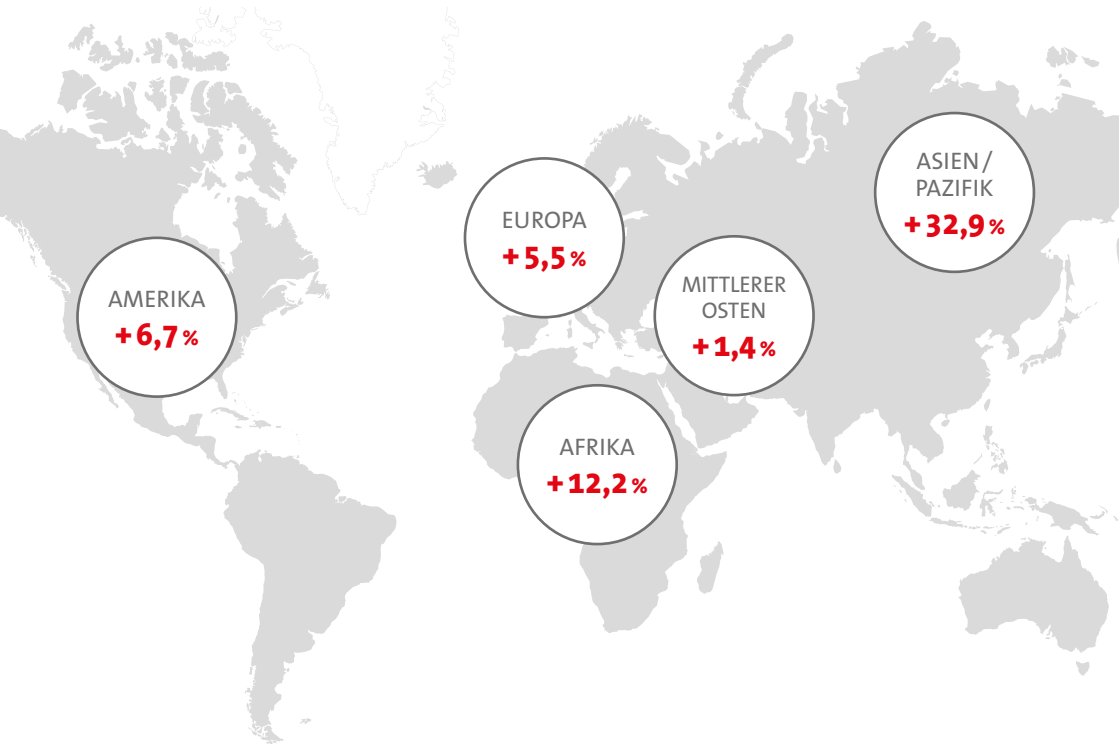 AMERIKA
+6,7 %
EUROPA
+5,5 %
AFRIKA
+12,2 %
MITTLERER
OSTEN
+1,4 %
ASIEN/
PAZIFIK
+32,9 %